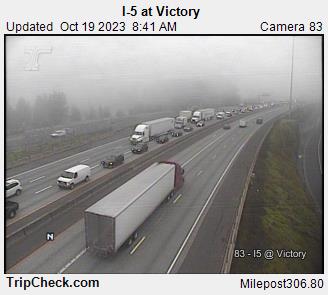 I-5 at Victory
Updated Oct 19 2023 8:41 AM Camera 83
N
83 - I5 @ Victory
TripCheck.com Milepost306.80